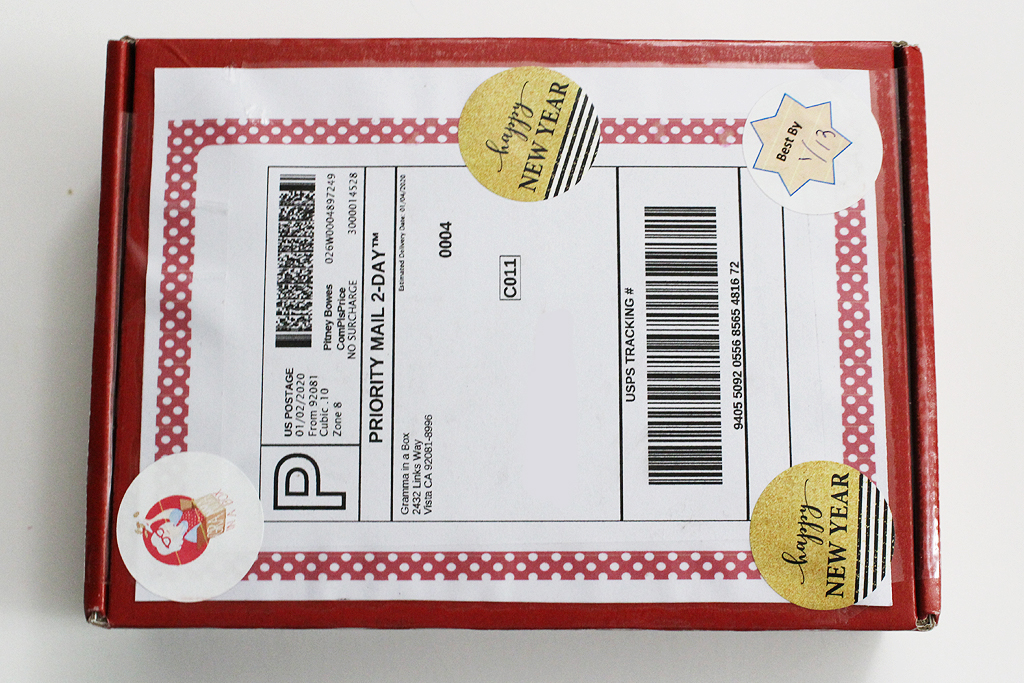 happy
NEW YEAR
Best By
1/13
US POSTAGE
01/02/2020
From 92081
Cubic .10
Zone 8
Pitney Bowes
ComPlsPrice
NO SURCHARGE
026W0004897249
3000014528
P
PRIORITY MAIL 2-DAY™
Estimated Delivery Date: 01/04/2020
0004
Gramma in a Box
2432 Links Way
Vista CA 92081-8996
C011
USPS TRACKING #
9405 5092 0556 8565 4816 72
happy
NEW YEAR